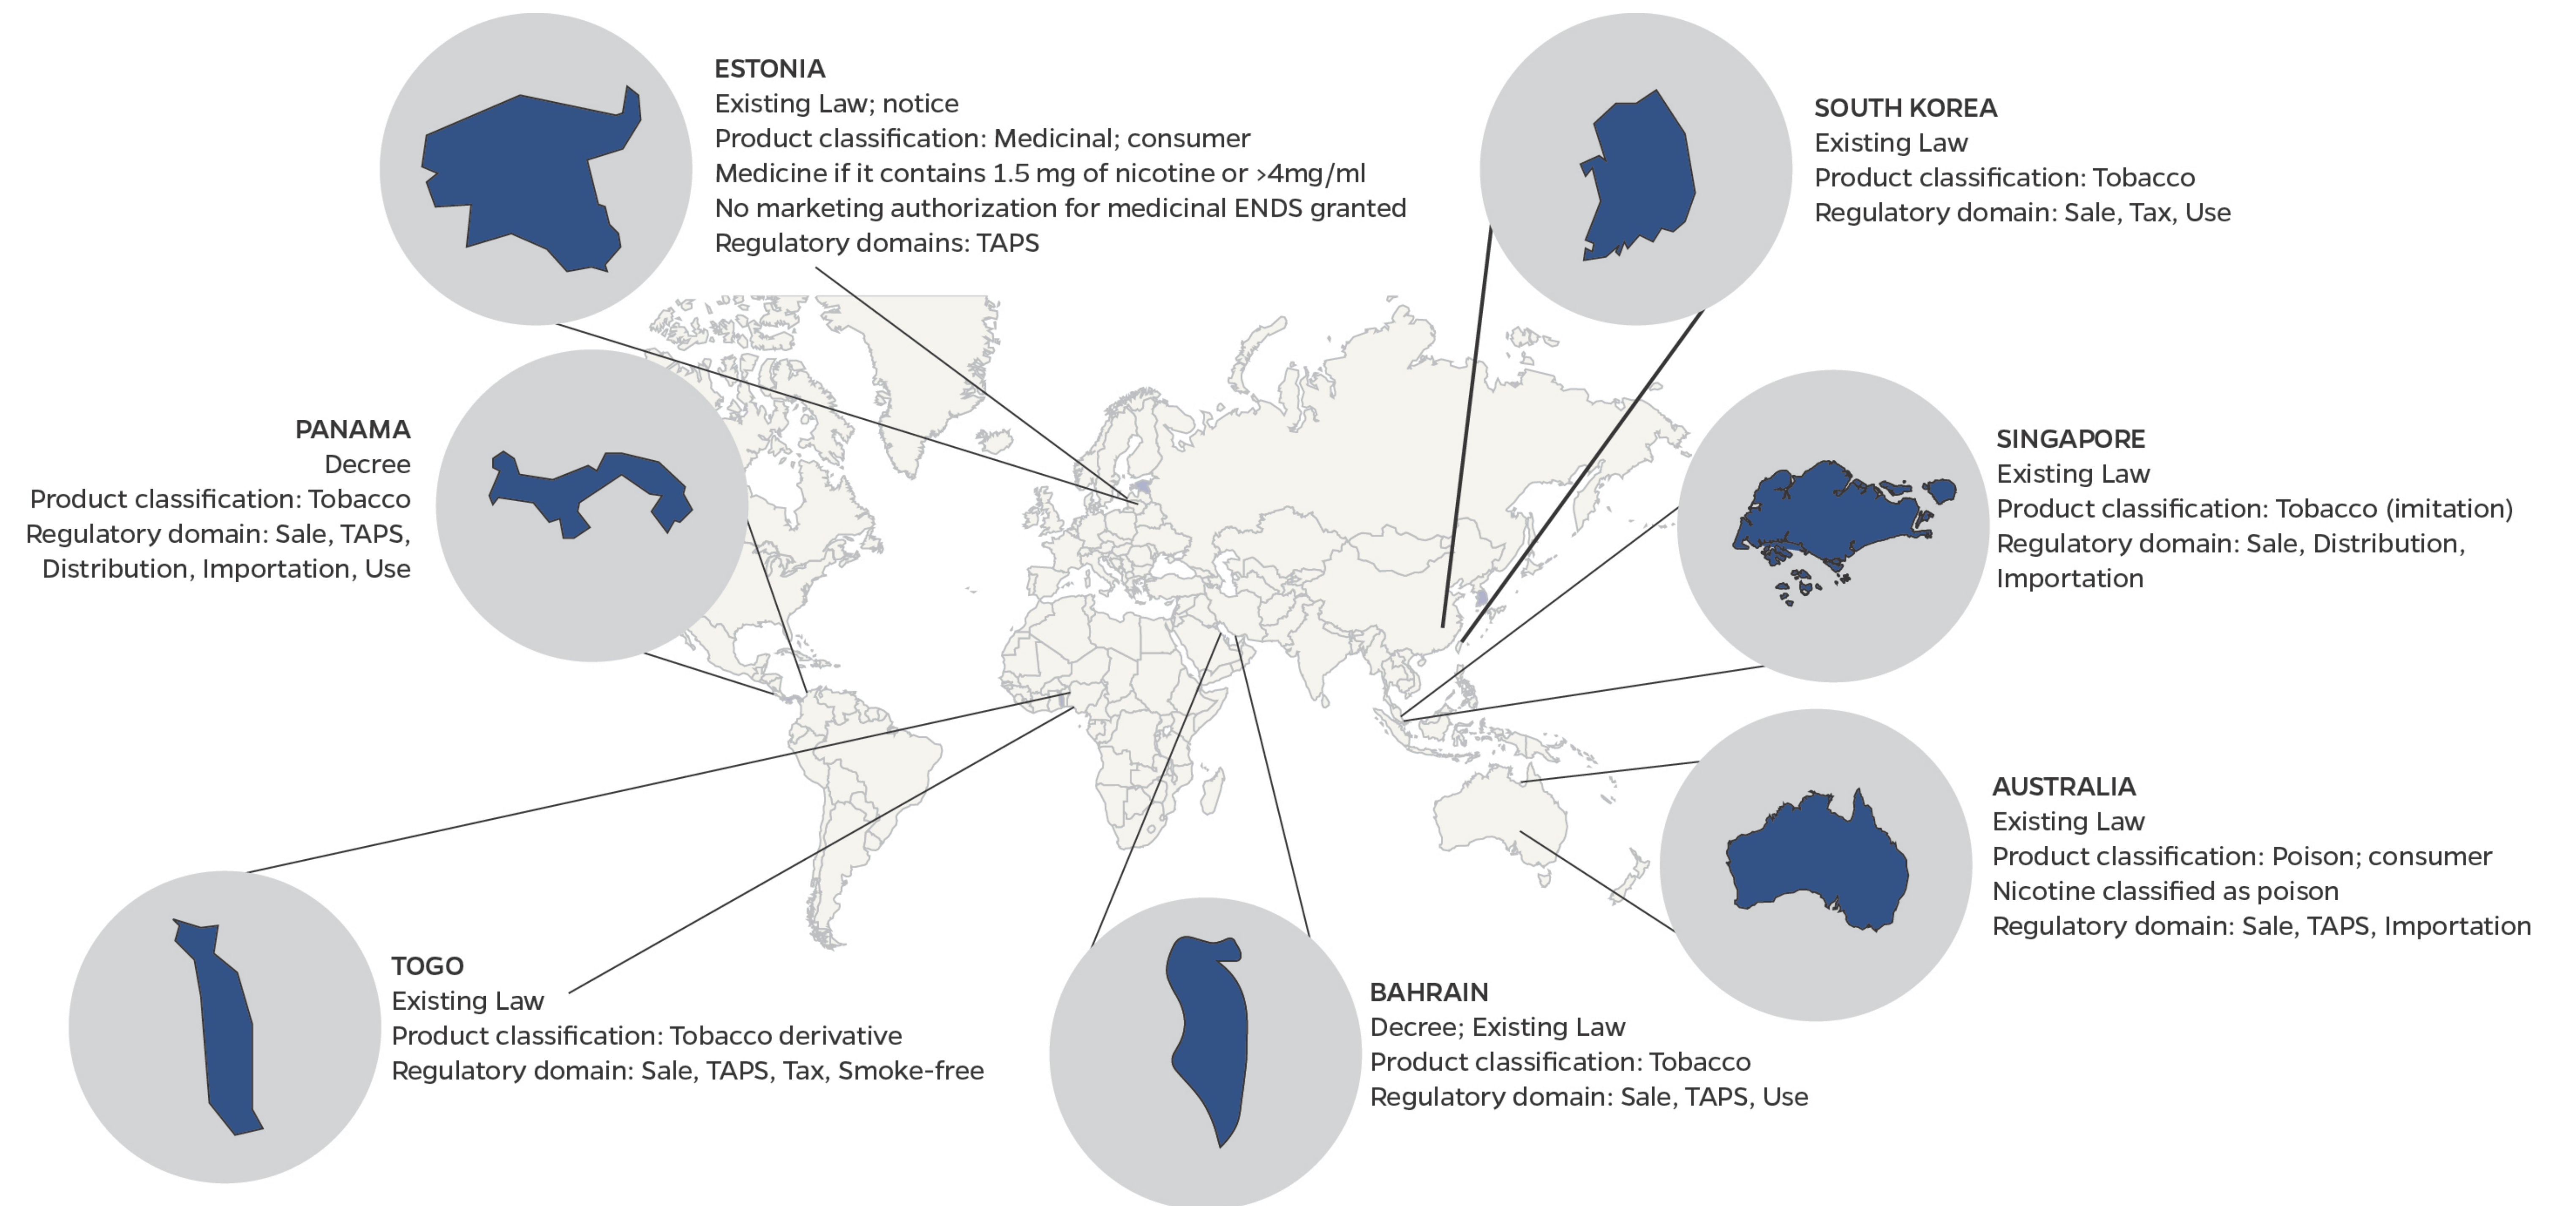 ESTONIA
Existing Law; notice
Product classification: Medicinal; consumer
Medicine if it contains 1.5 mg of nicotine or >4mg/ml
No marketing authorization for medicinal ENDS granted
Regulatory domains: TAPS
SOUTH KOREA
Existing Law
Product classification: Tobacco
Regulatory domain: Sale, Tax, Use
PANAMA
Decree
Product classification: Tobacco
Regulatory domain: Sale, TAPS,
Distribution, Importation, Use
SINGAPORE
Existing Law
Product classification: Tobacco (imitation)
Regulatory domain: Sale, Distribution,
Importation
AUSTRALIA
Existing Law
Product classification: Poison; consumer
Nicotine classified as poison
Regulatory domain: Sale, TAPS, Importation
TOGO
Existing Law
Product classification: Tobacco derivative
Regulatory domain: Sale, TAPS, Tax, Smoke-free
BAHRAIN
Decree; Existing Law
Product classification: Tobacco
Regulatory domain: Sale, TAPS, Use